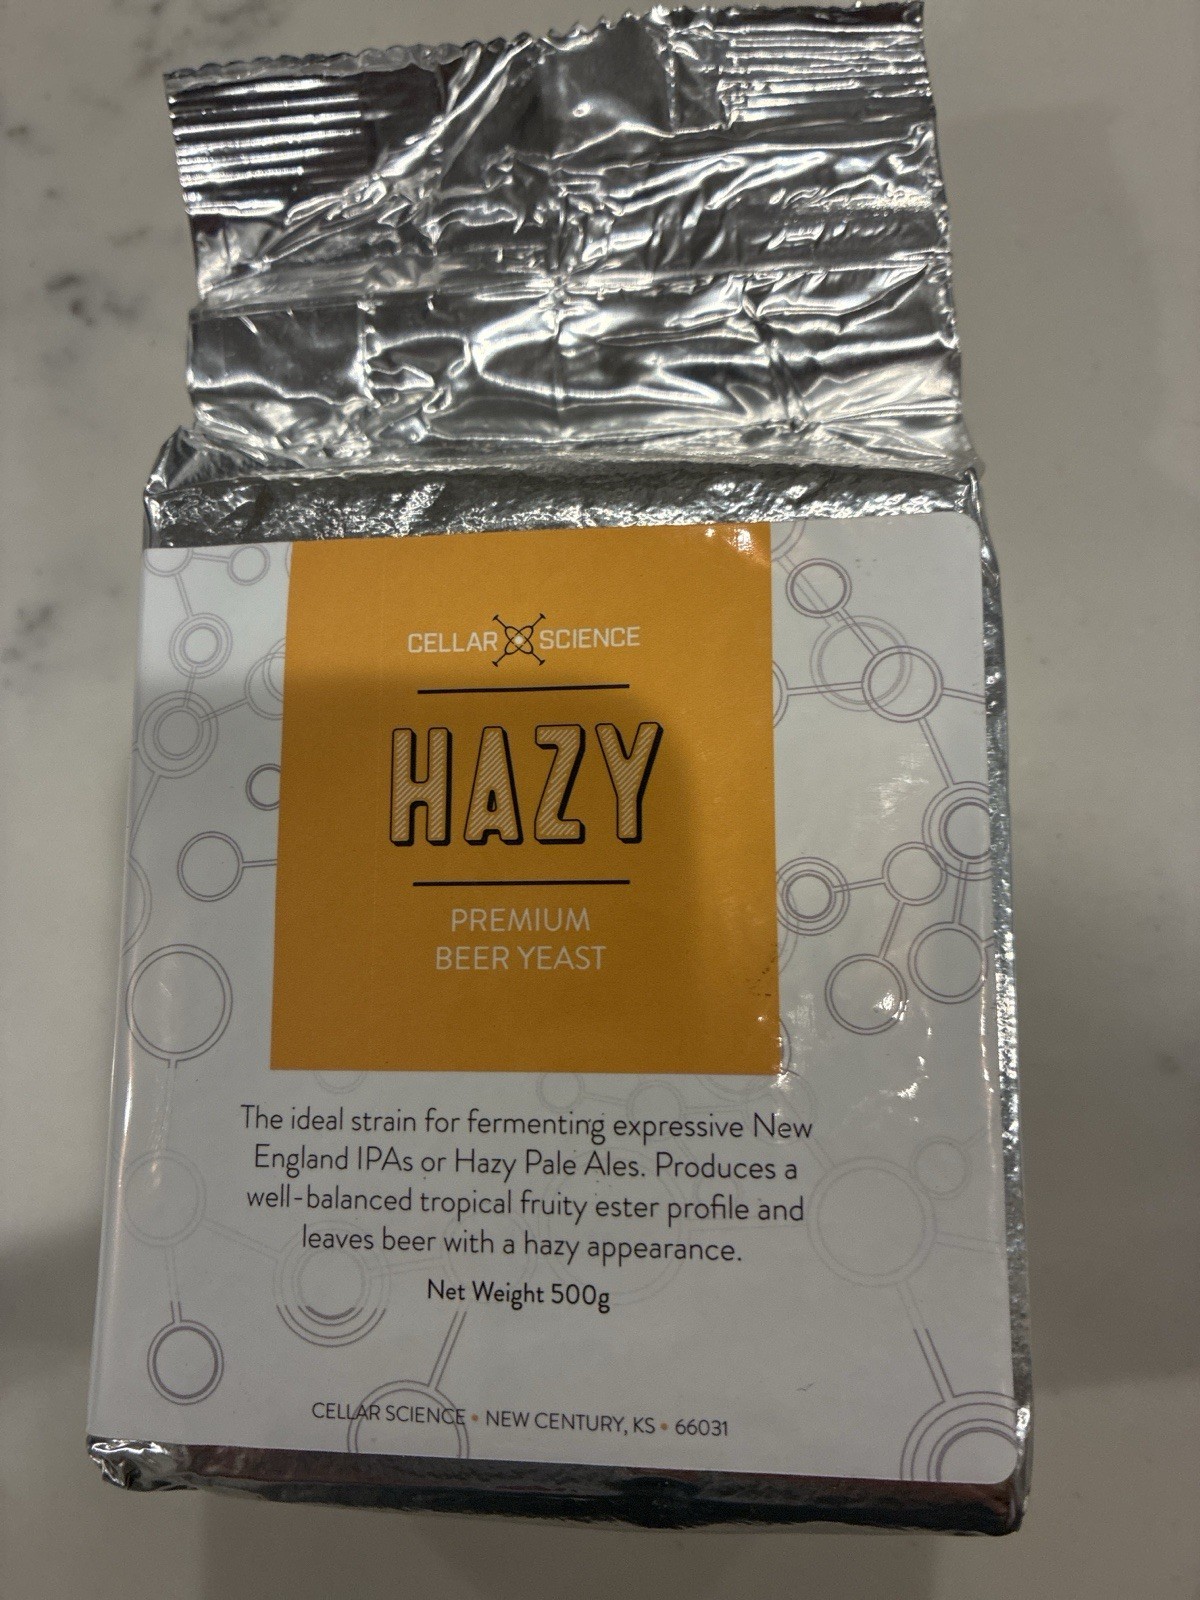 CELLAR SCIENCE
HAZY
PREMIUM
BEER YEAST
The ideal strain for fermenting expressive New
England IPAs or Hazy Pale Ales. Produces a
well-balanced tropical fruity ester profile and
leaves beer with a hazy appearance.
Net Weight 500g
CELLAR SCIENCE • NEW CENTURY, KS • 66031